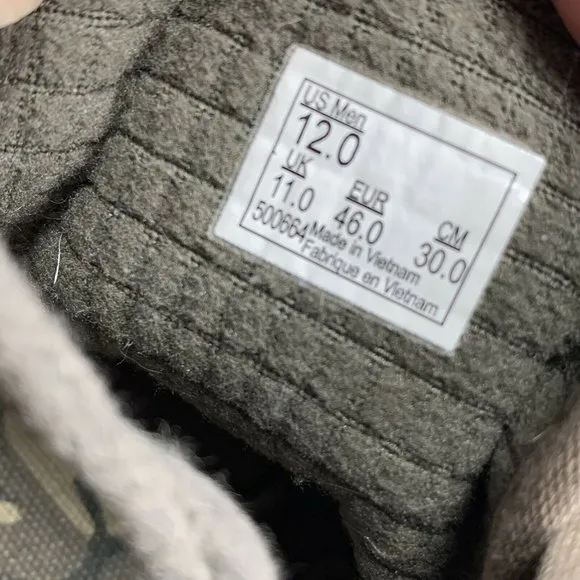 US Men
12.0
UK EUR CM
11.0 46.0 30.0
500664 Made in Vietnam
Fabrique en Vietnam